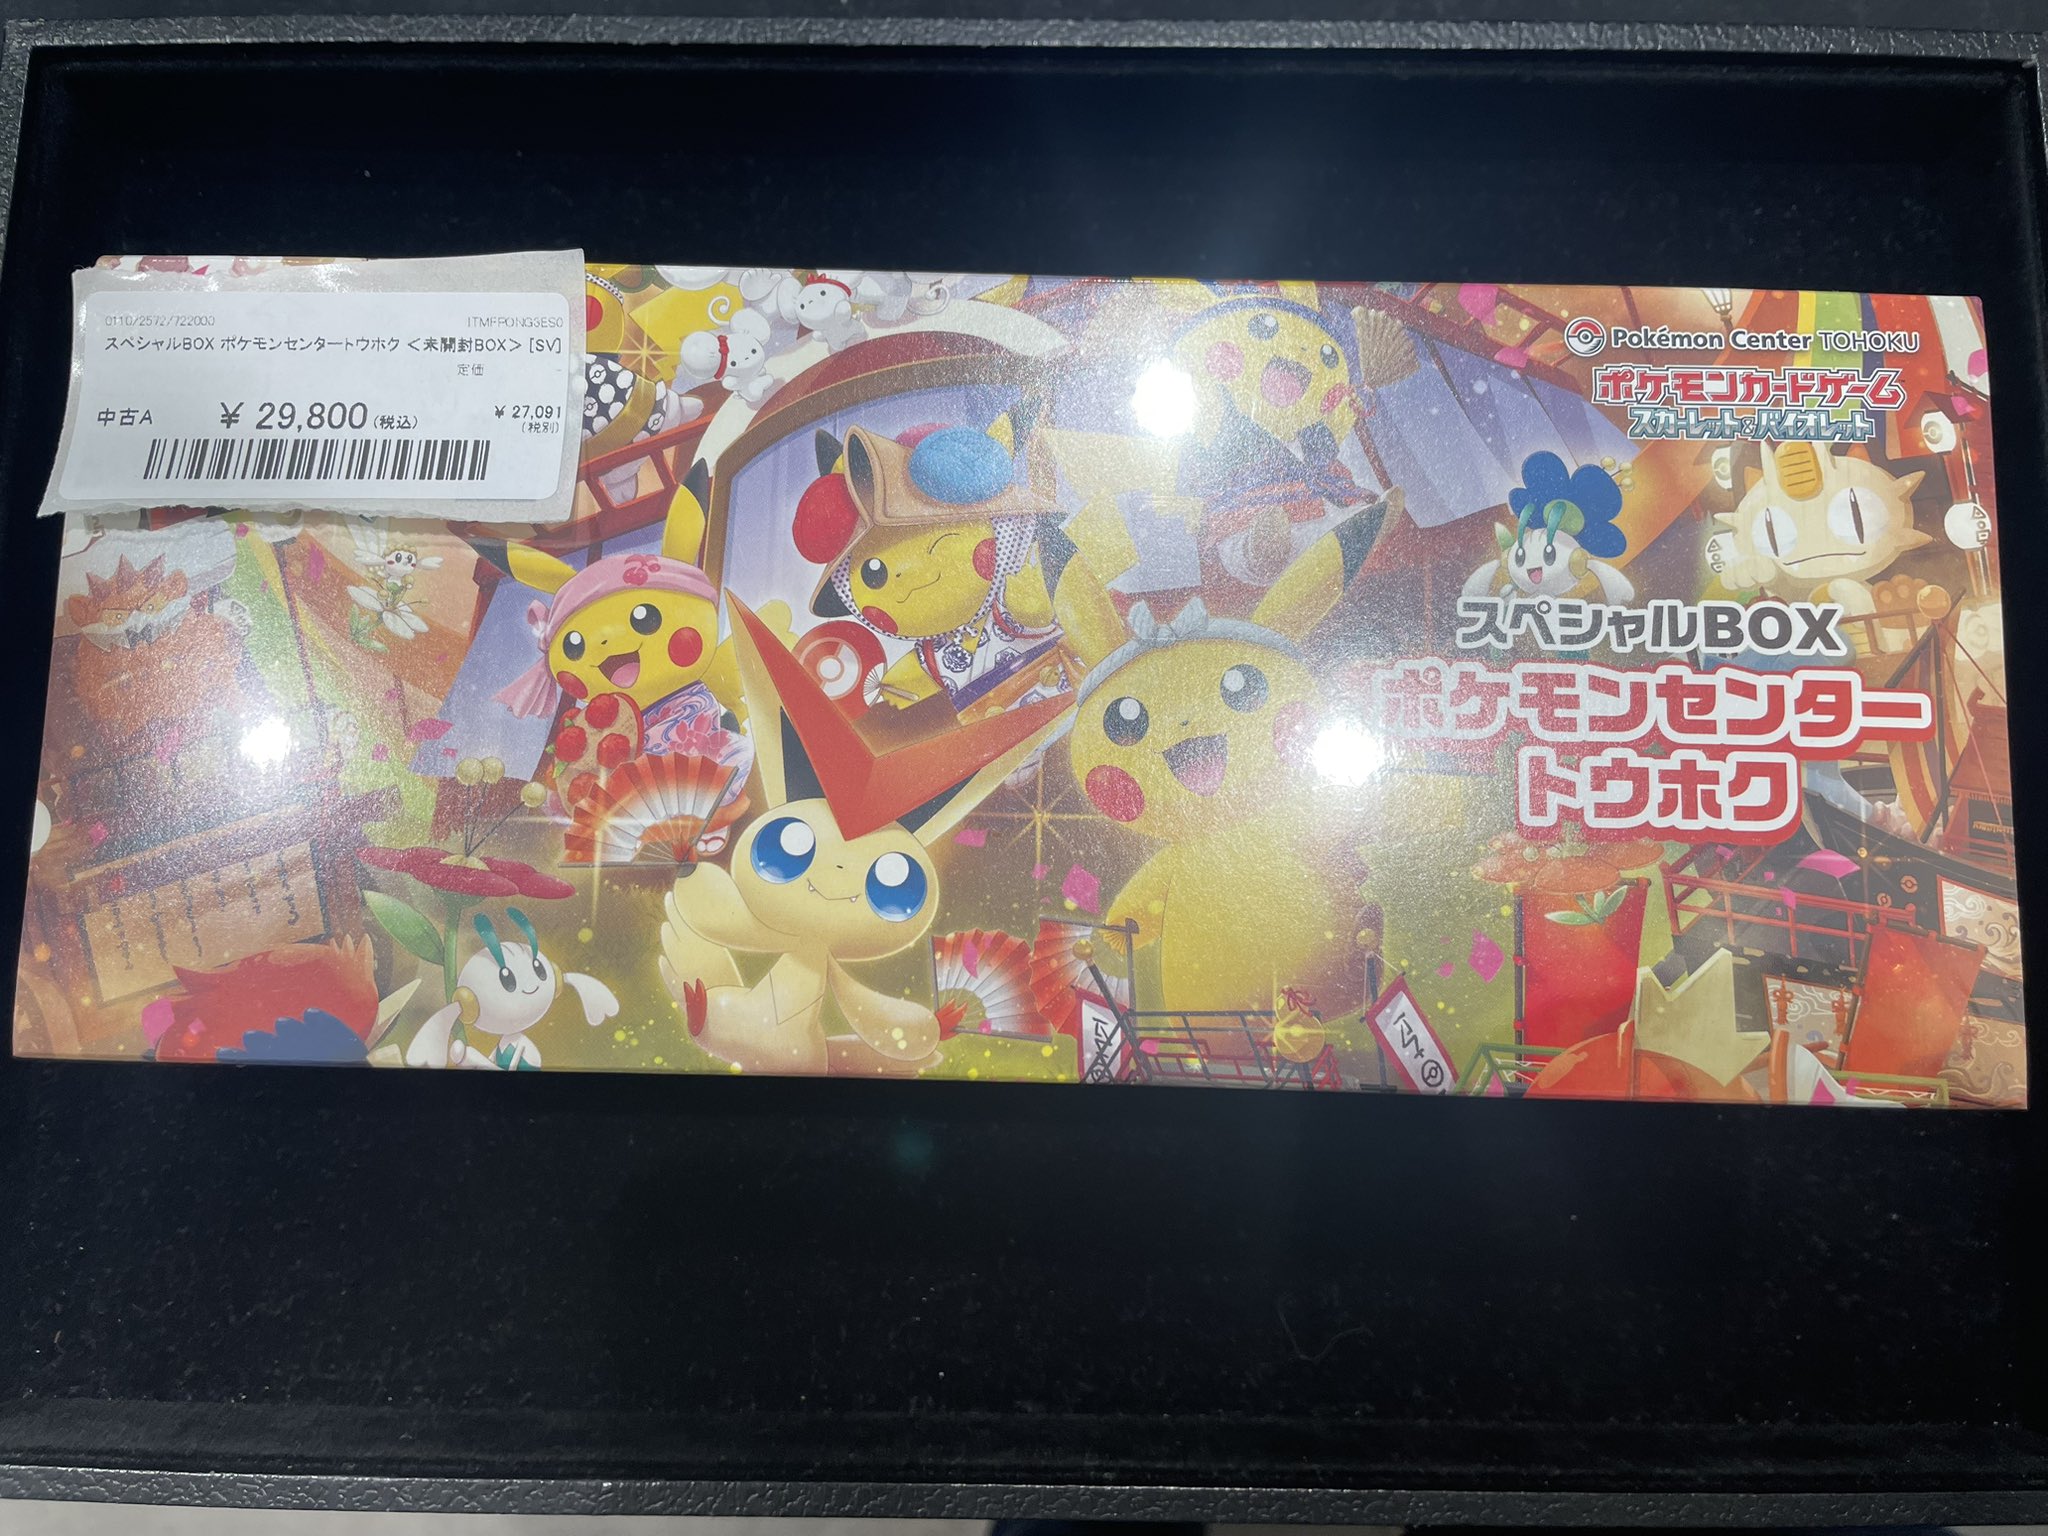 0110/2572/722000 ITMFPONG3ES0
スペシャルBOX ポケモンセンタートウホク <未開封BOX> [SV]
定価 -
中古A ¥ 29,800(税込) ¥ 27,091
(税別)
Pokémon Center TOHOKU
ポケモンカードゲーム
スカーレット&バイオレット
スペシャルBOX
ポケモンセンター
トウホク